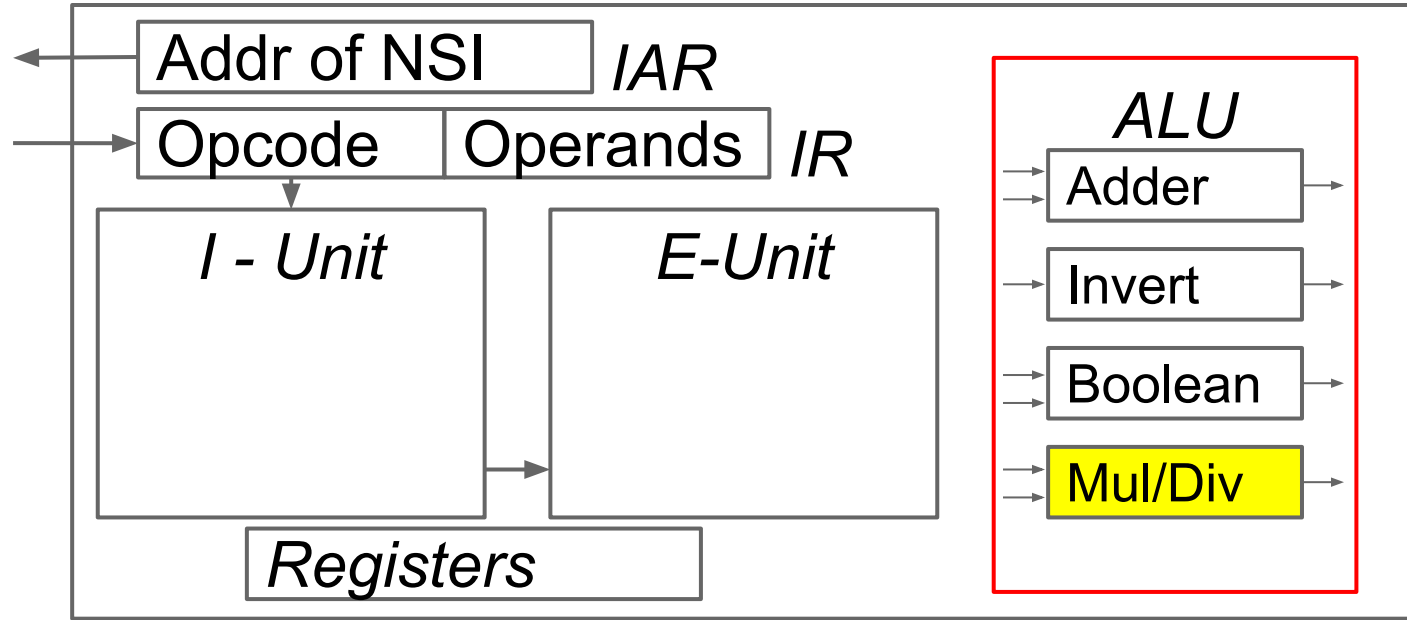 Addr of NSI IAR
Opcode Operands IR
I - Unit
E-Unit
Registers
ALU
Adder
Invert
Boolean
Mul/Div